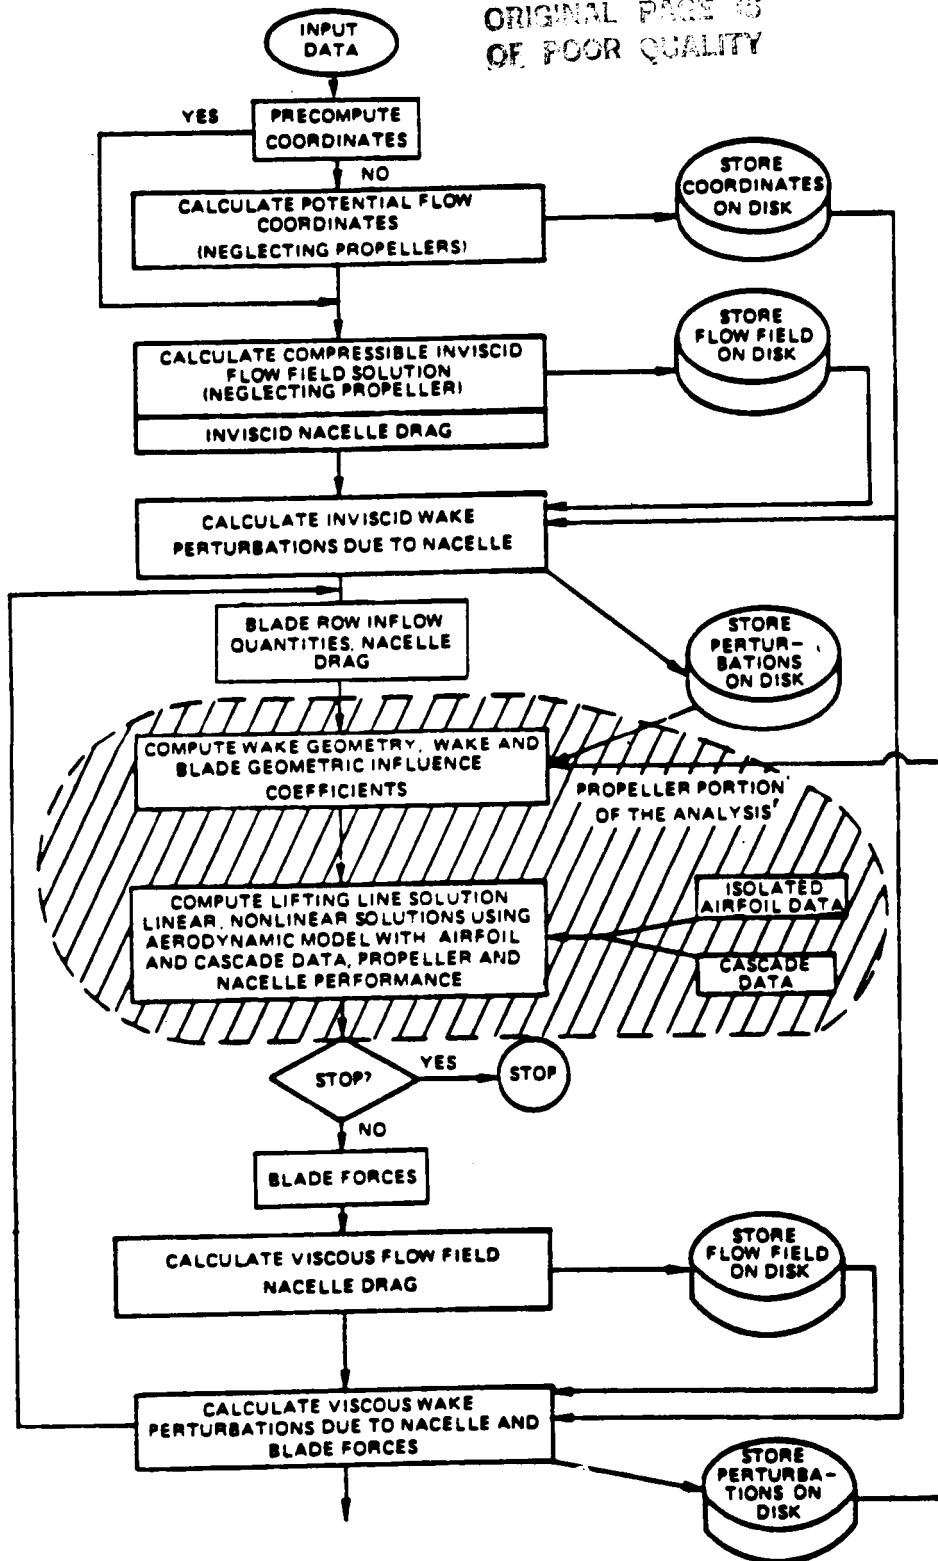 ORIGINAL PAGE IS
OF POOR QUALITY
INPUT
DATA
YES
PRECOMPUTE
COORDINATES
NO
CALCULATE POTENTIAL FLOW
COORDINATES
(NEGLECTING PROPELLERS)
STORE
COORDINATES
ON DISK
CALCULATE COMPRESSIBLE INVISCID
FLOW FIELD SOLUTION
(NEGLECTING PROPELLER)
INVISCID NACELLE DRAG
STORE
FLOW FIELD
ON DISK
CALCULATE INVISCID WAKE
PERTURBATIONS DUE TO NACELLE
BLADE ROW INFLOW
QUANTITIES, NACELLE
DRAG
STORE
PERTUR-
BATIONS
ON DISK
COMPUTE WAKE GEOMETRY, WAKE AND
BLADE GEOMETRIC INFLUENCE
COEFFICIENTS
PROPELLER PORTION
OF THE ANALYSIS
COMPUTE LIFTING LINE SOLUTION
LINEAR, NONLINEAR SOLUTIONS USING
AERODYNAMIC MODEL WITH AIRFOIL
AND CASCADE DATA, PROPELLER AND
NACELLE PERFORMANCE
ISOLATED
AIRFOIL DATA
CASCADE
DATA
STOP?
YES
STOP
NO
BLADE FORCES
CALCULATE VISCOUS FLOW FIELD
NACELLE DRAG
STORE
FLOW FIELD
ON DISK
CALCULATE VISCOUS WAKE
PERTURBATIONS DUE TO NACELLE AND
BLADE FORCES
STORE
PERTURBA-
TIONS ON
DISK